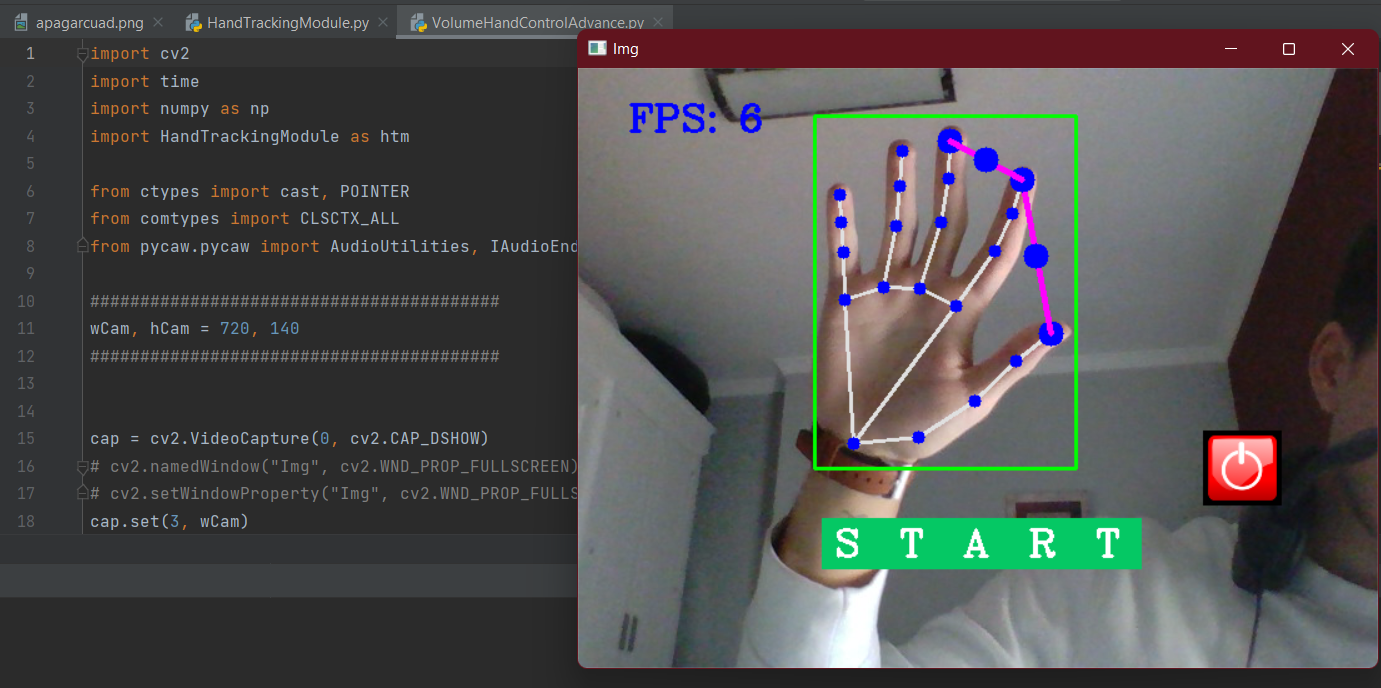 apagarcuad.png
HandTrackingModule.py
VolumeHandControlAdvance.py
Img
1 import cv2
2 import time
3 import numpy as np
4 import HandTrackingModule as htm
5
6 from ctypes import cast, POINTER
7 from comtypes import CLSCTX_ALL
8 from pycaw.pycaw import AudioUtilities, IAudioEnd
9
10 #########################################
11 wCam, hCam = 720, 140
12 #########################################
13
14
15 cap = cv2.VideoCapture(0, cv2.CAP_DSHOW)
16 # cv2.namedWindow("Img", cv2.WND_PROP_FULLSCREEN)
17 # cv2.setWindowProperty("Img", cv2.WND_PROP_FULLS
18 cap.set(3, wCam)
FPS: 6
S T A R T